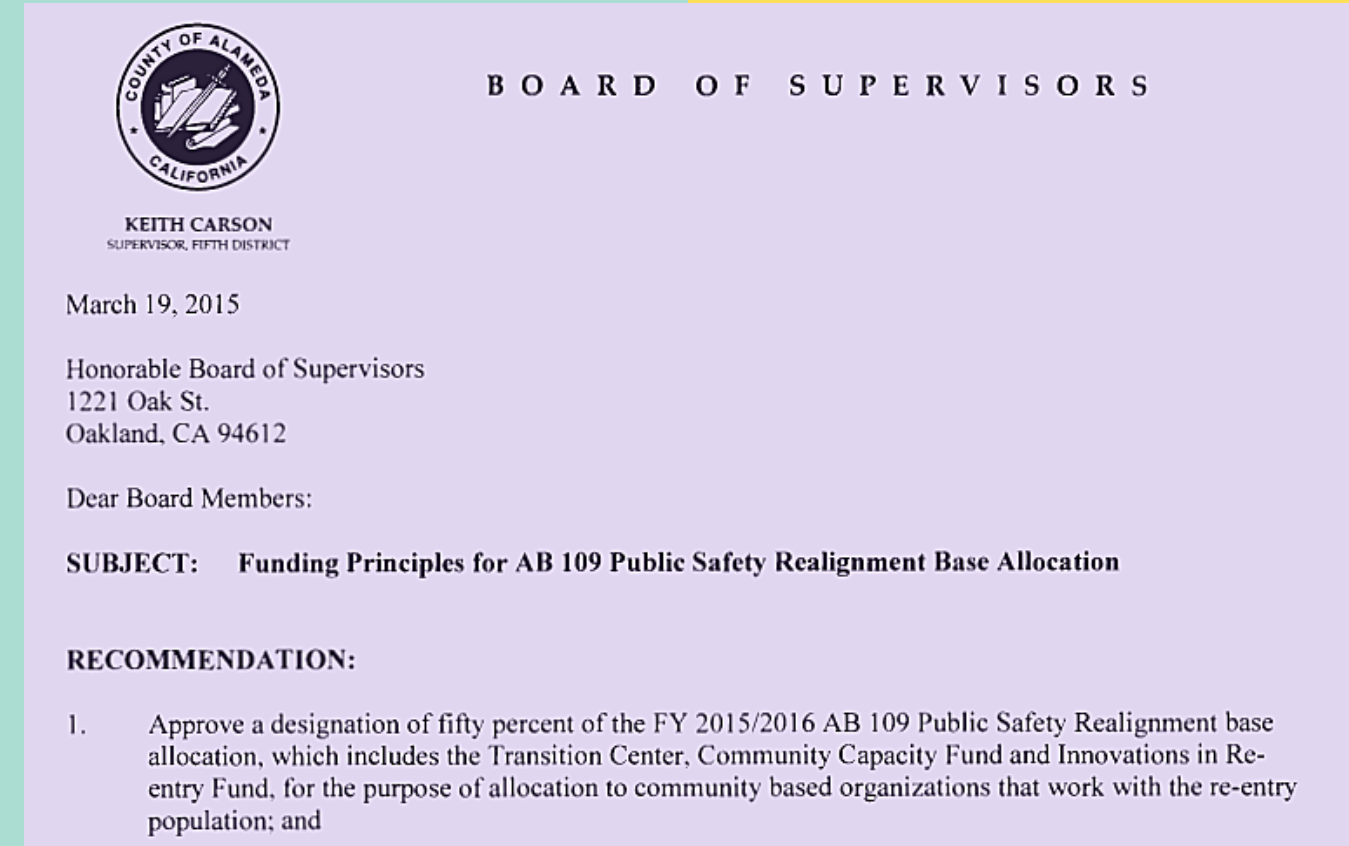 COUNTY OF ALAMEDA
CALIFORNIA
BOARD OF SUPERVISORS
KEITH CARSON
SUPERVISOR, FIFTH DISTRICT
March 19, 2015
Honorable Board of Supervisors
1221 Oak St.
Oakland, CA 94612
Dear Board Members:
SUBJECT: Funding Principles for AB 109 Public Safety Realignment Base Allocation
RECOMMENDATION:
1. Approve a designation of fifty percent of the FY 2015/2016 AB 109 Public Safety Realignment base
allocation, which includes the Transition Center, Community Capacity Fund and Innovations in Re-
entry Fund, for the purpose of allocation to community based organizations that work with the re-entry
population; and